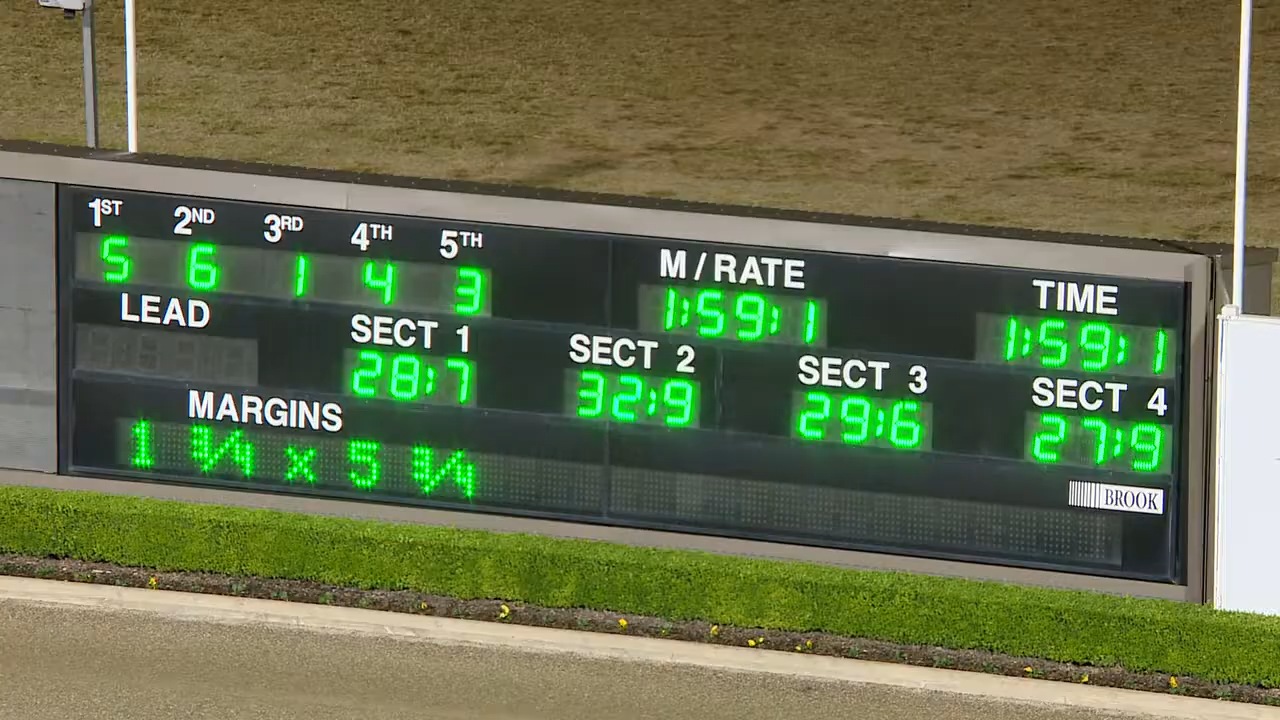 1ST 2ND 3RD 4TH 5TH
5 6 1 4 3
M/RATE
1:59:1
TIME
1:59:1
LEAD
SECT 1
28:7
SECT 2
32:9
SECT 3
29:6
SECT 4
27:9
MARGINS
1 ¾ x 5 ¾
BROOK